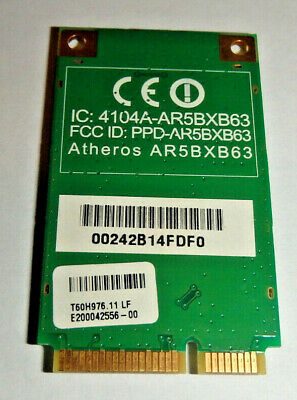 CE
IC: 4104A-AR5BXB63
FCC ID: PPD-AR5BXB63
Atheros AR5BXB63
00242B14FDF0
T60H976.11 LF
E200042556-00